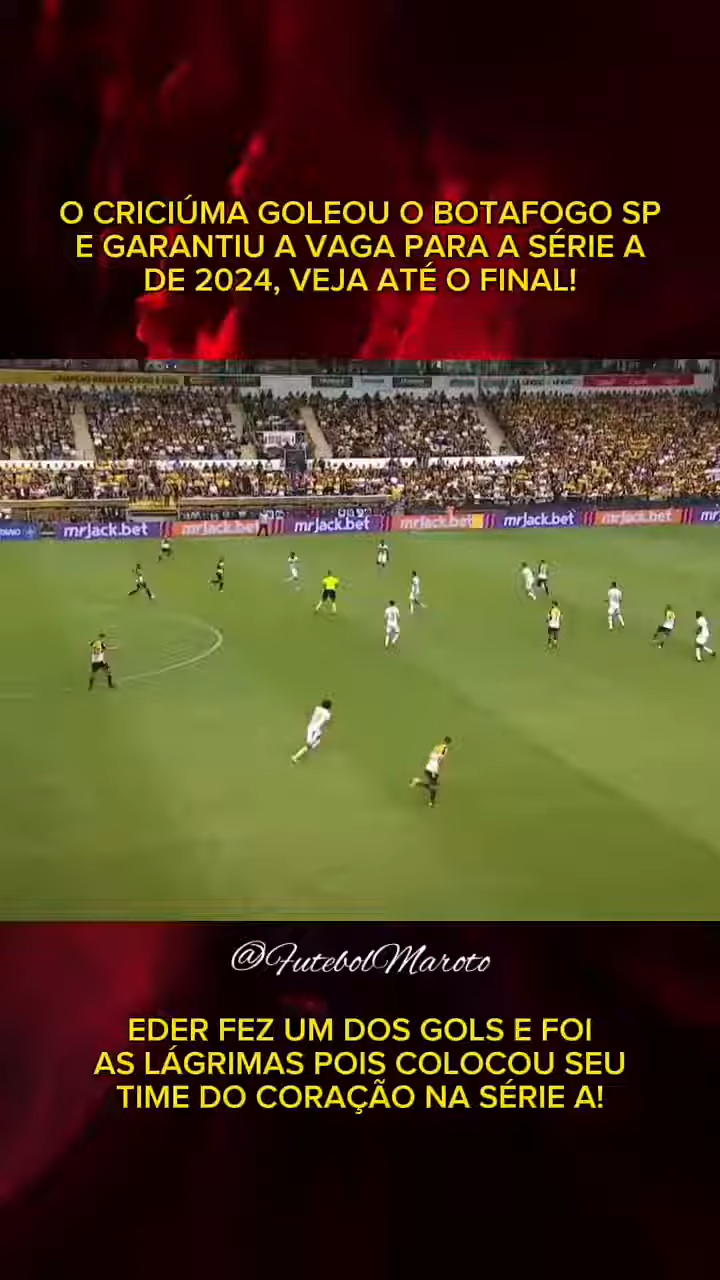 O CRICIÚMA GOLEOU O BOTAFOGO SP
E GARANTIU A VAGA PARA A SÉRIE A
DE 2024, VEJA ATÉ O FINAL!
mrJack.bet mrJack.bet mrJack.bet mrJack.bet mrJack.bet mrJack.bet
@FutebolMaroto
EDER FEZ UM DOS GOLS E FOI
AS LÁGRIMAS POIS COLOCOU SEU
TIME DO CORAÇÃO NA SÉRIE A!